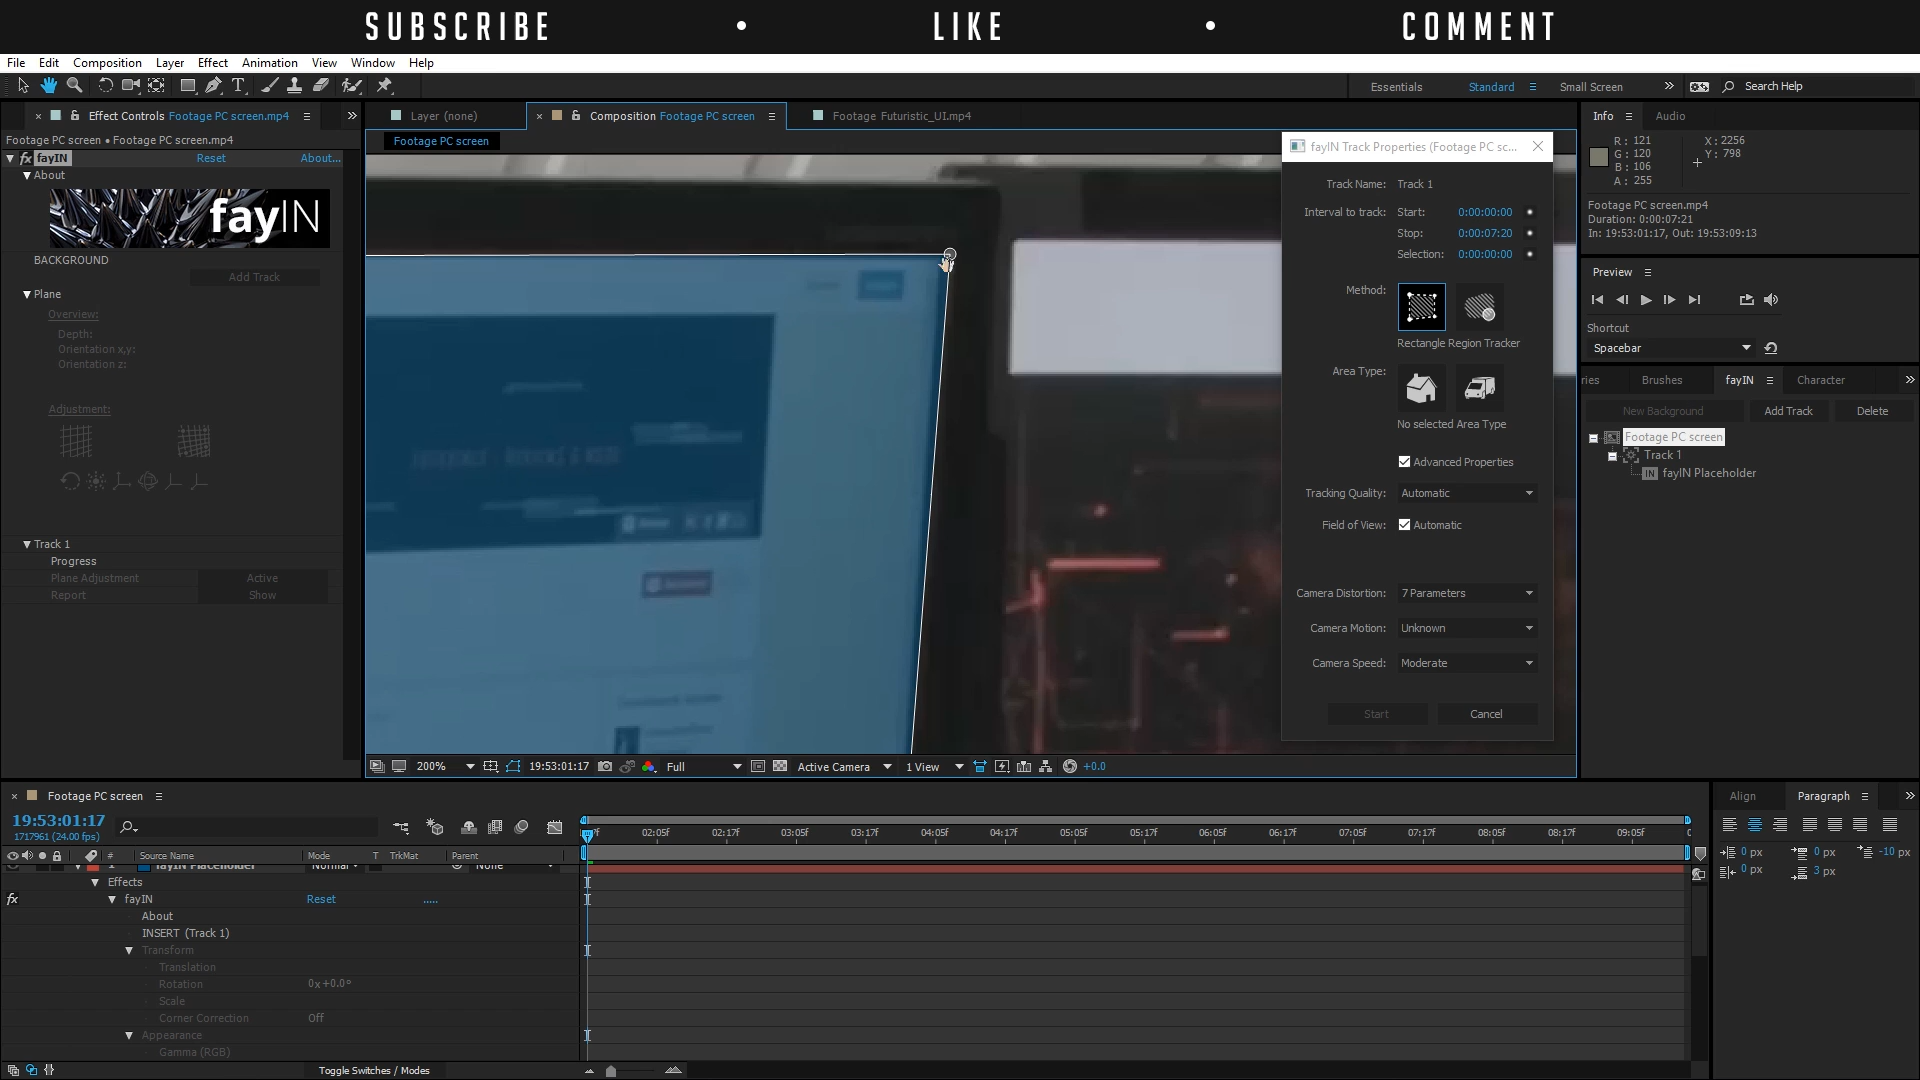 SUBSCRIBE • LIKE • COMMENT
File Edit Composition Layer Effect Animation View Window Help
T Essentials Standard Small Screen Search Help
Effect Controls Footage PC screen.mp4
Footage PC screen • Footage PC screen.mp4
fx fayIN Reset About...
About
fayIN
BACKGROUND
Add Track
Plane
Overview:
Depth:
Orientation x,y:
Orientation z:
Adjustment:
Track 1
Progress
Plane Adjustment Active
Report Show
Layer (none)
Composition Footage PC screen
Footage Futuristic_UI.mp4
Footage PC screen
fayIN Track Properties (Footage PC sc...
Track Name: Track 1
Interval to track: Start: 0:00:00:00
Stop: 0:00:07:20
Selection: 0:00:00:00
Method:
Rectangle Region Tracker
Area Type:
No selected Area Type
Advanced Properties
Tracking Quality: Automatic
Field of View: Automatic
Camera Distortion: 7 Parameters
Camera Motion: Unknown
Camera Speed: Moderate
Start Cancel
200% 19:53:01:17 Full Active Camera 1 View +0.0
Info Audio
R: 121 X: 2256
G: 120 Y: 798
B: 106
A: 255
Footage PC screen.mp4
Duration: 0:00:07:21
In: 19:53:01:17, Out: 19:53:09:13
Preview
Shortcut
Spacebar
ries Brushes fayIN Character
New Background Add Track Delete
Footage PC screen
Track 1
IN fayIN Placeholder
Footage PC screen
19:53:01:17
1717961 (24.00 fps)
02:05f 02:17f 03:05f 03:17f 04:05f 04:17f 05:05f 05:17f 06:05f 06:17f 07:05f 07:17f 08:05f 08:17f 09:05f
# Source Name Mode T TrkMat Parent
1 fayIN Placeholder Normal None
Effects
fx fayIN Reset .....
About
INSERT (Track 1)
Transform
Translation
Rotation 0x+0.0°
Scale
Corner Correction Off
Appearance
Gamma (RGB)
Toggle Switches / Modes
Align Paragraph
0 px 0 px -10 px
0 px 3 px